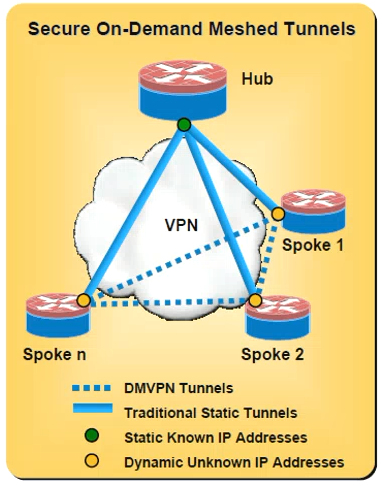 Secure On-Demand Meshed Tunnels
Hub
VPN
Spoke 1
Spoke n
Spoke 2
DMVPN Tunnels
Traditional Static Tunnels
Static Known IP Addresses
Dynamic Unknown IP Addresses